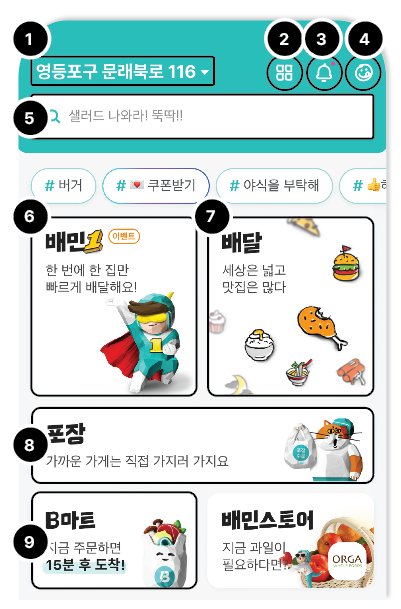 1 2 3 4
영등포구 문래북로 116
5 샐러드 나와라! 뚝딱!!
# 버거 # 쿠폰받기 # 야식을 부탁해 #
6 7
배민1 이벤트
한 번에 한 집만
빠르게 배달해요!
1
배달
세상은 넓고
맛집은 많다
8
포장
가까운 가게는 직접 가지러 가지요
9
B마트
지금 주문하면
15분 후 도착!
B
배민스토어
지금 과일이
필요하다면!
ORGA